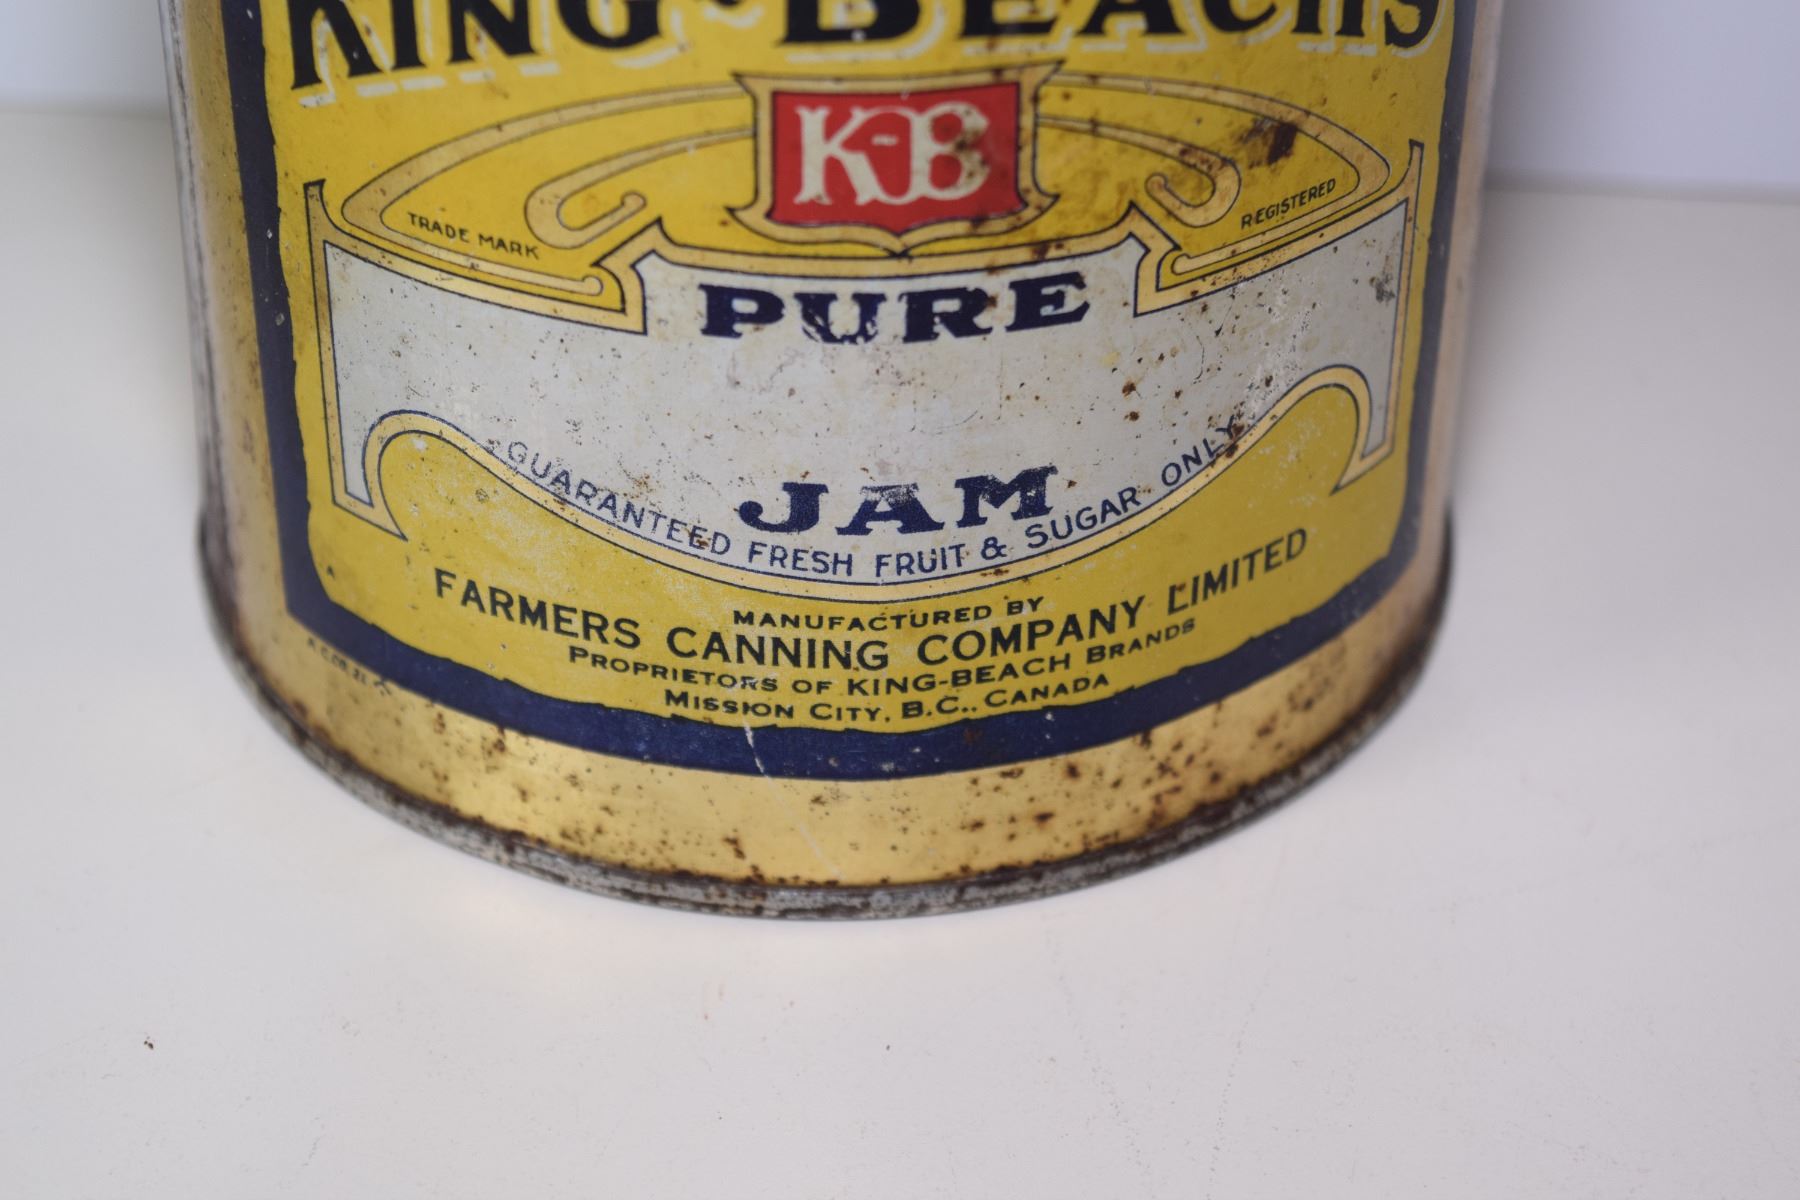 KING-BEACH'S
K-B
TRADE MARK
REGISTERED
PURE
JAM
GUARANTEED FRESH FRUIT & SUGAR ONLY
MANUFACTURED BY
FARMERS CANNING COMPANY LIMITED
PROPRIETORS OF KING-BEACH BRANDS
MISSION CITY, B.C., CANADA